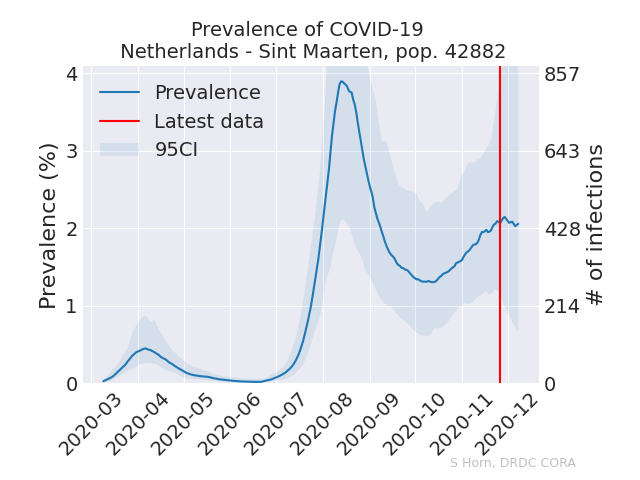 Prevalence of COVID-19
Netherlands - Sint Maarten, pop. 42882
Prevalence
Latest data
95CI
Prevalence (%)
4
3
2
1
0
857
643
428
214
0
# of infections
2020-03
2020-04
2020-05
2020-06
2020-07
2020-08
2020-09
2020-10
2020-11
2020-12
S Horn, DRDC CORA